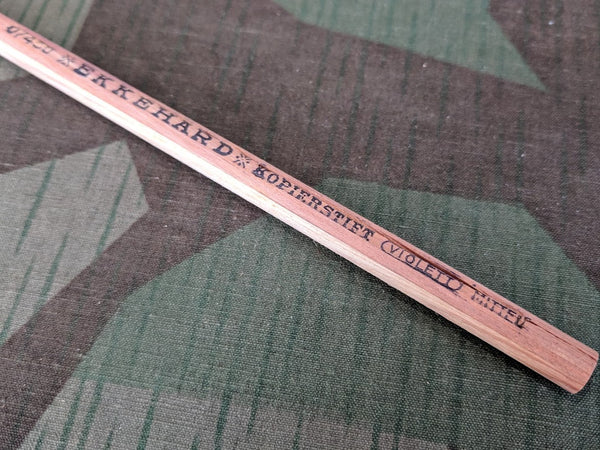 ※ EKKEHARD ※ KOPIERSTIFT VIOLETT MITTEL